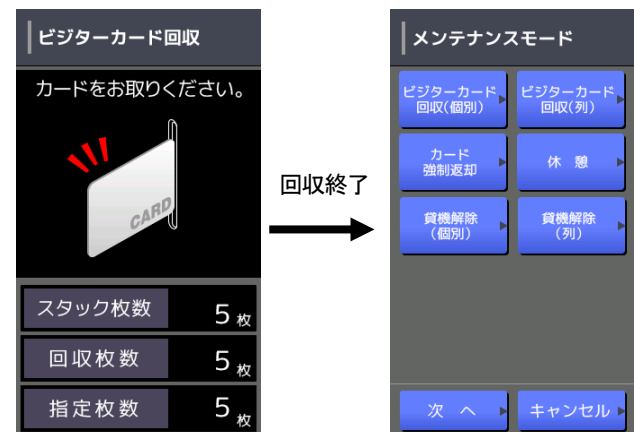 ビジターカード回収
カードをお取りください。
CARD
スタック枚数 5 枚
回収枚数 5 枚
指定枚数 5 枚
回収終了
メンテナンスモード
ビジターカード
回収(個別)
ビジターカード
回収(列)
カード
強制返却
休 憩
貸機解除
(個別)
貸機解除
(列)
次 へ
キャンセル